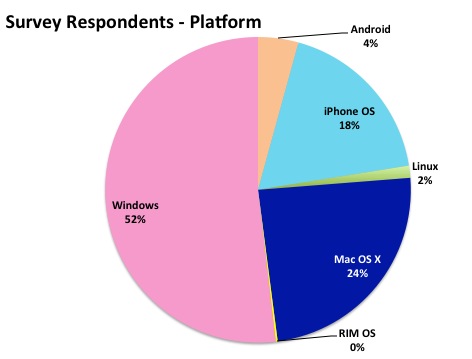 Survey Respondents - Platform
Android
4%
iPhone OS
18%
Linux
2%
Windows
52%
Mac OS X
24%
RIM OS
0%